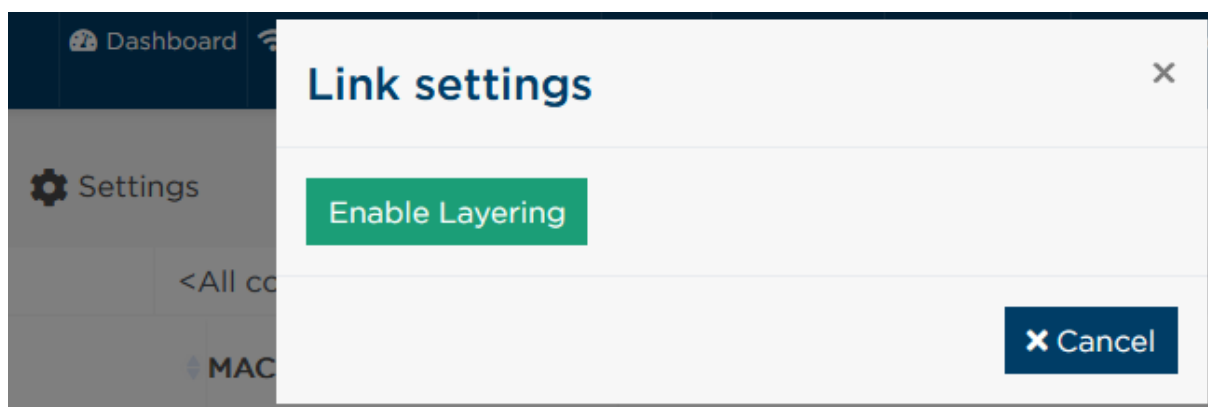 Dashboard
Link settings
×
Settings
Enable Layering
<All co
MAC
× Cancel